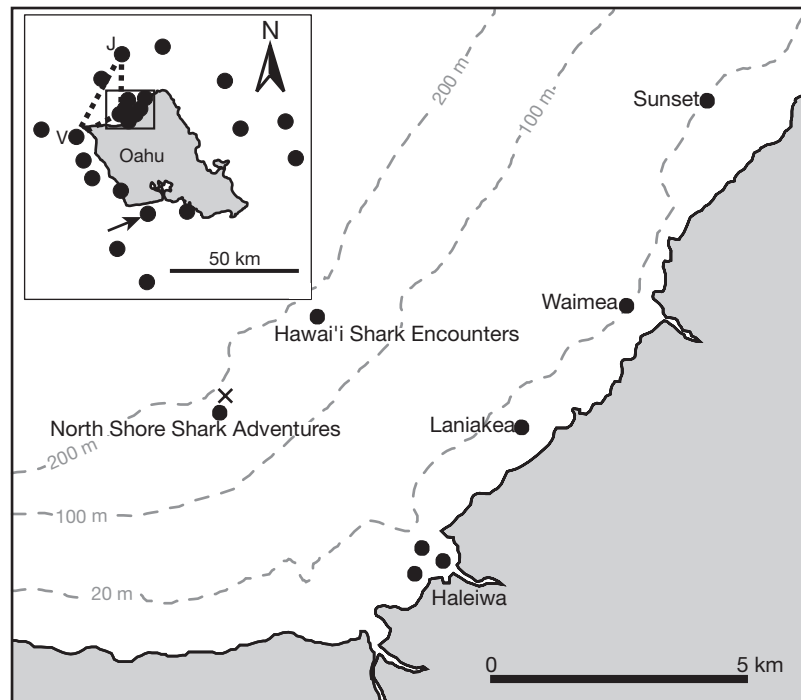 J
N
V
Oahu
50 km
200 m
100 m
Sunset
Waimea
Hawai'i Shark Encounters
×
North Shore Shark Adventures
Laniakea
200 m
100 m
20 m
Haleiwa
0 5 km